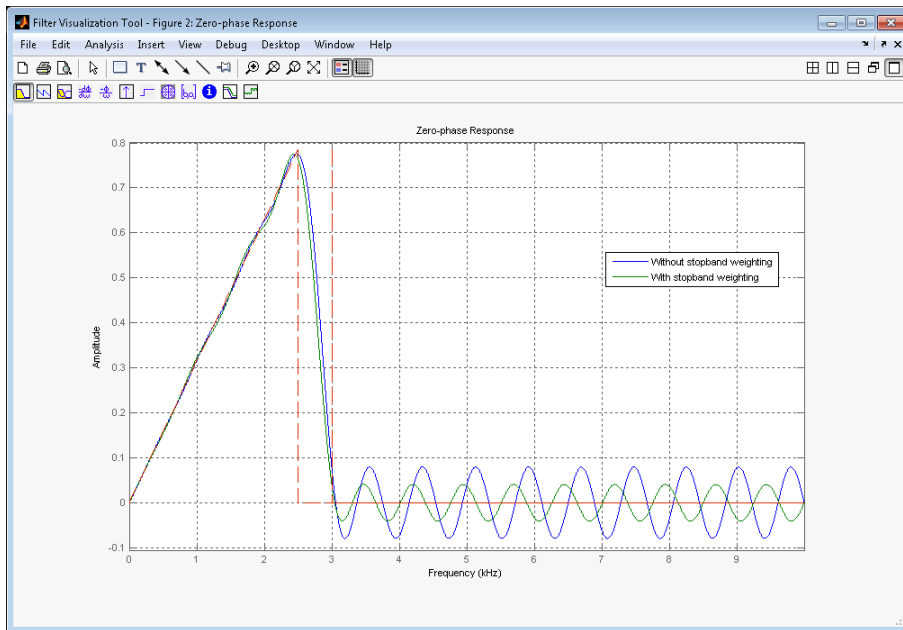 Filter Visualization Tool - Figure 2: Zero-phase Response
File Edit Analysis Insert View Debug Desktop Window Help
Zero-phase Response
0.8
0.7
0.6
0.5
0.4
0.3
0.2
0.1
0
-0.1
Amplitude
Without stopband weighting
With stopband weighting
0 1 2 3 4 5 6 7 8 9
Frequency (kHz)